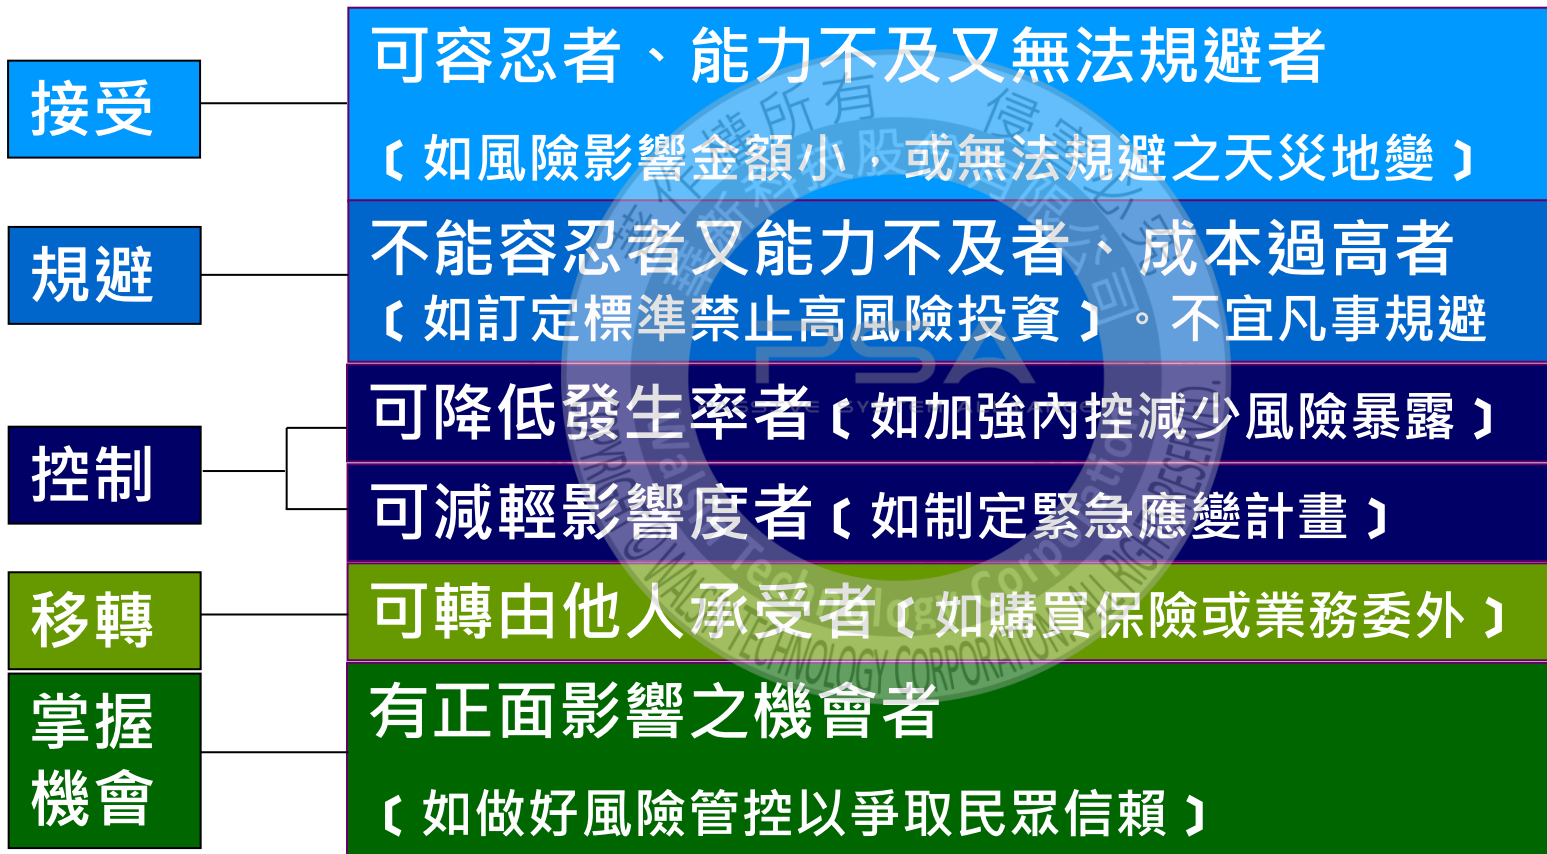 接受
可容忍者、能力不及又無法規避者
﹝如風險影響金額小，或無法規避之天災地變﹞
規避
不能容忍者又能力不及者、成本過高者
﹝如訂定標準禁止高風險投資﹞。不宜凡事規避
控制
可降低發生率者﹝如加強內控減少風險暴露﹞
可減輕影響度者﹝如制定緊急應變計畫﹞
移轉
可轉由他人承受者﹝如購買保險或業務委外﹞
掌握
機會
有正面影響之機會者
﹝如做好風險管控以爭取民眾信賴﹞
PSA